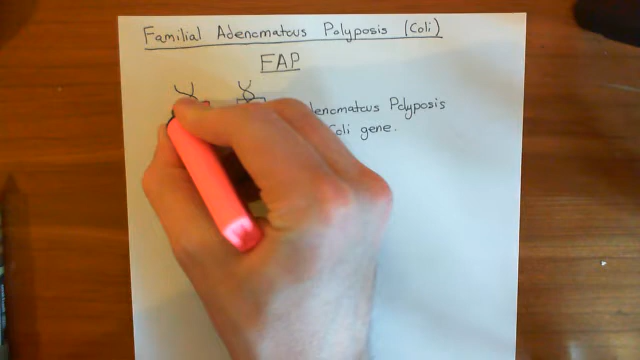 Familial Adenomatous Polyposis (Coli)
FAP
denomatous Polyposis
Coli gene.